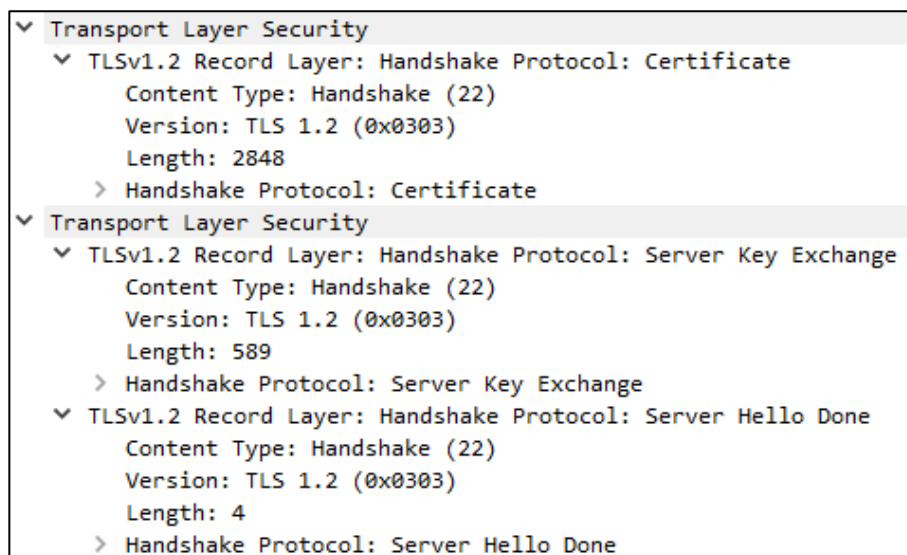 Transport Layer Security
TLSv1.2 Record Layer: Handshake Protocol: Certificate
Content Type: Handshake (22)
Version: TLS 1.2 (0x0303)
Length: 2848
Handshake Protocol: Certificate
Transport Layer Security
TLSv1.2 Record Layer: Handshake Protocol: Server Key Exchange
Content Type: Handshake (22)
Version: TLS 1.2 (0x0303)
Length: 589
Handshake Protocol: Server Key Exchange
TLSv1.2 Record Layer: Handshake Protocol: Server Hello Done
Content Type: Handshake (22)
Version: TLS 1.2 (0x0303)
Length: 4
Handshake Protocol: Server Hello Done